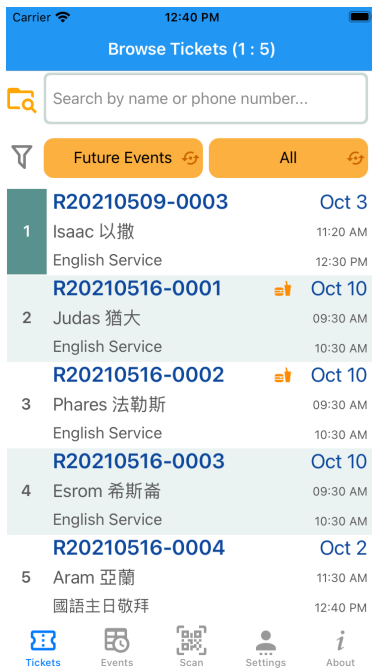 Carrier 12:40 PM
Browse Tickets (1 : 5)
Search by name or phone number...
Future Events All
R20210509-0003 Oct 3
1 Isaac 以撒 11:20 AM
English Service 12:30 PM
R20210516-0001 Oct 10
2 Judas 猶大 09:30 AM
English Service 10:30 AM
R20210516-0002 Oct 10
3 Phares 法勒斯 09:30 AM
English Service 10:30 AM
R20210516-0003 Oct 10
4 Esrom 希斯崙 09:30 AM
English Service 10:30 AM
R20210516-0004 Oct 2
5 Aram 亞蘭 11:30 AM
國語主日敬拜 12:40 PM
Tickets Events Scan Settings About